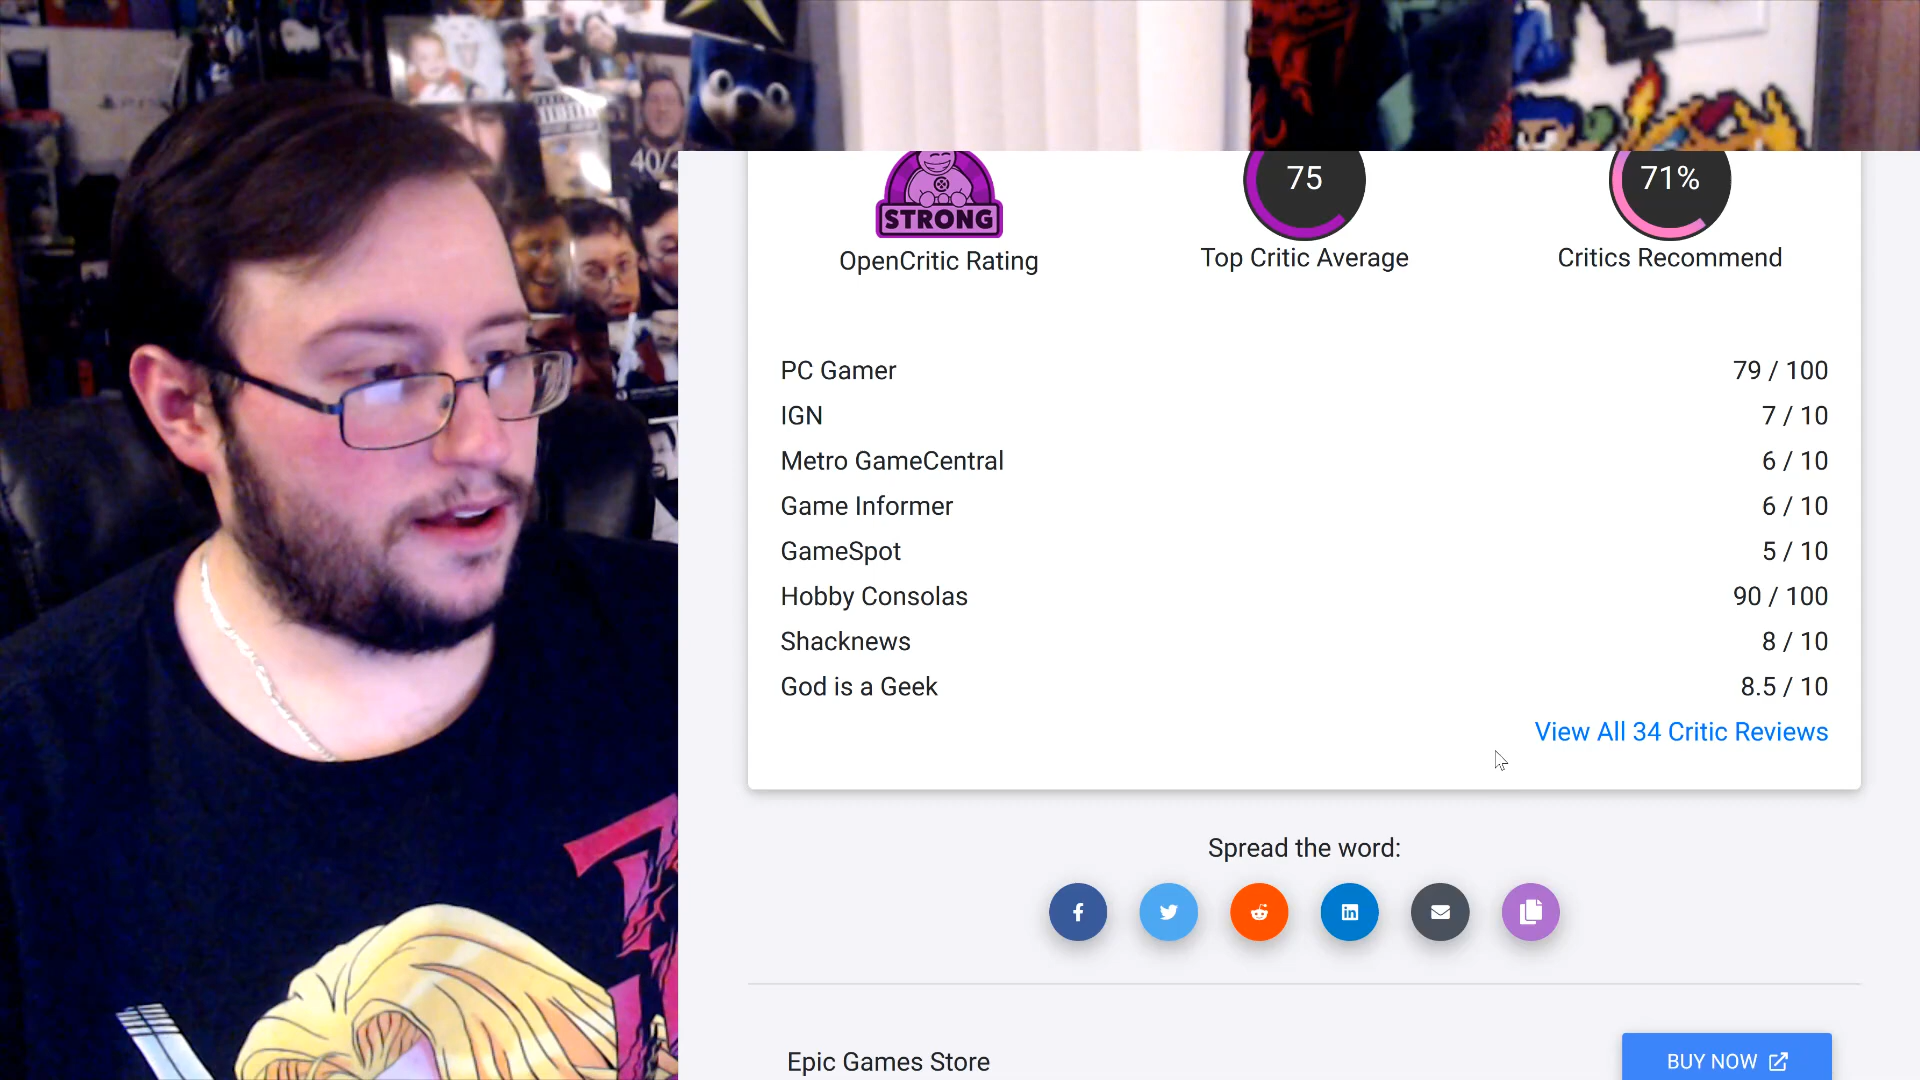 40/4
STRONG
75
71%
OpenCritic Rating
Top Critic Average
Critics Recommend
PC Gamer 79 / 100
IGN 7 / 10
Metro GameCentral 6 / 10
Game Informer 6 / 10
GameSpot 5 / 10
Hobby Consolas 90 / 100
Shacknews 8 / 10
God is a Geek 8.5 / 10
View All 34 Critic Reviews
Spread the word:
Epic Games Store
BUY NOW